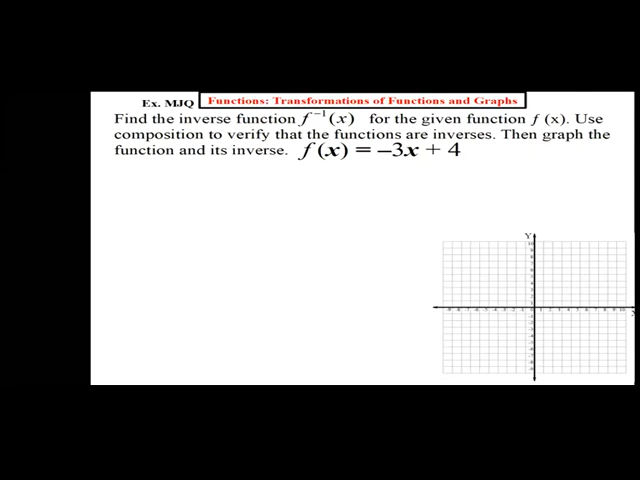 Ex. MJQ Functions: Transformations of Functions and Graphs
Find the inverse function f⁻¹(x) for the given function f (x). Use
composition to verify that the functions are inverses. Then graph the
function and its inverse. f(x) = –3x + 4
Y